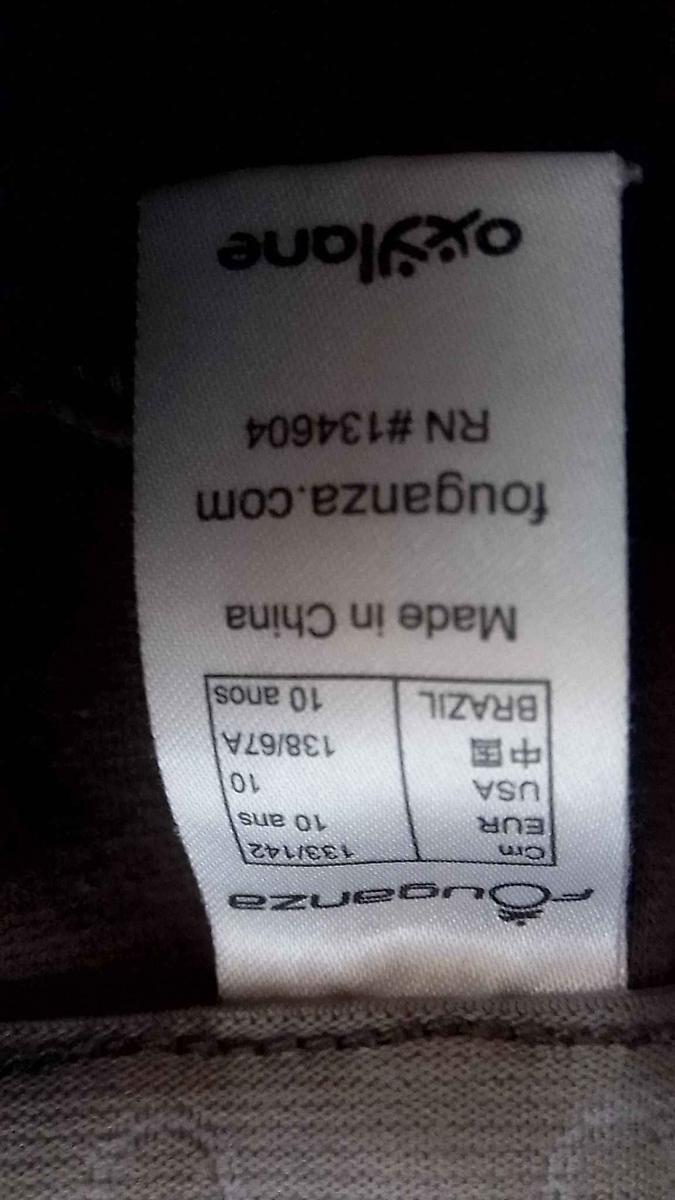 fouganza
Cm 133/142
EUR 10 ans
USA 10
中国 138/67A
BRAZIL 10 anos
Made in China
fouganza.com
RN #134604
oxylane